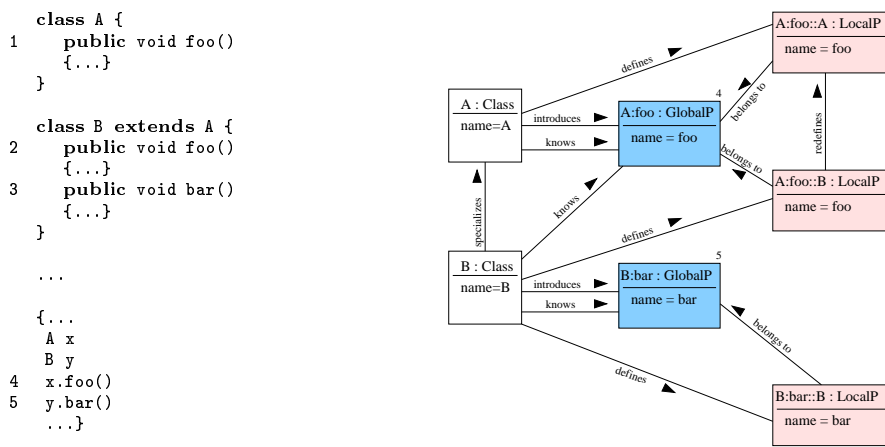 class A {
1 public void foo()
{...}
}
class B extends A {
2 public void foo()
{...}
3 public void bar()
{...}
}
...
{...
A x
B y
4 x.foo()
5 y.bar()
...}
A:foo::A : LocalP
name = foo
defines
A : Class
name=A
introduces
knows
4
A:foo : GlobalP
name = foo
belongs to
redefines
belongs to
specializes
knows
A:foo::B : LocalP
name = foo
defines
B : Class
name=B
introduces
knows
5
B:bar : GlobalP
name = bar
belongs to
defines
B:bar::B : LocalP
name = bar